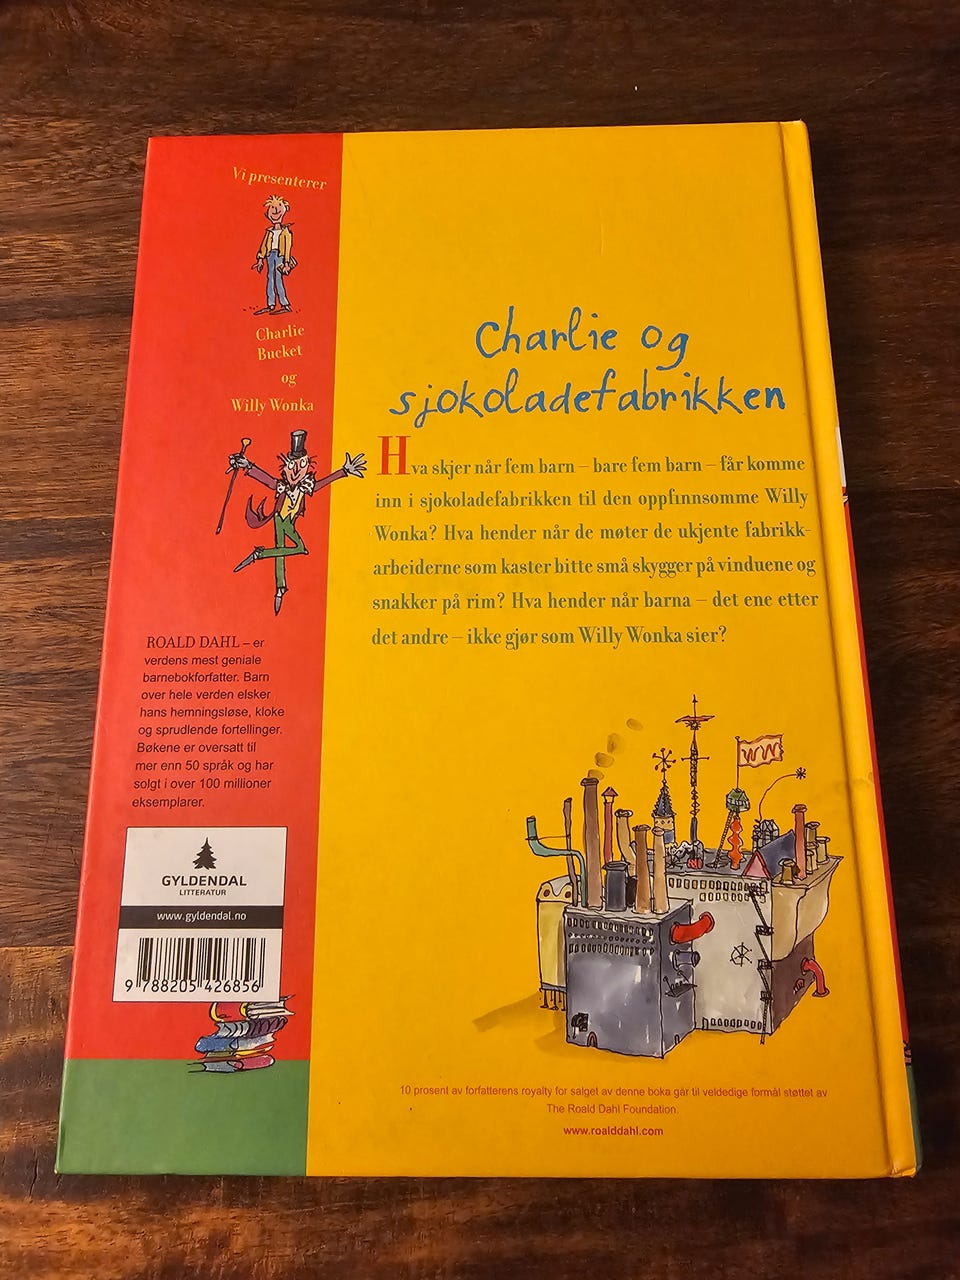 Vi presenterer
Charlie
Bucket
og
Willy Wonka
ROALD DAHL – er
verdens mest geniale
barnebokforfatter. Barn
over hele verden elsker
hans hemningsløse, kloke
og sprudlende fortellinger.
Bøkene er oversatt til
mer enn 50 språk og har
solgt i over 100 millioner
eksemplarer.
GYLDENDAL
LITTERATUR
www.gyldendal.no
9 788205 426856
Charlie og
sjokoladefabrikken
Hva skjer når fem barn – bare fem barn – får komme
inn i sjokoladefabrikken til den oppfinnsomme Willy
Wonka? Hva hender når de møter de ukjente fabrikk-
arbeiderne som kaster bitte små skygger på vinduene og
snakker på rim? Hva hender når barna – det ene etter
det andre – ikke gjør som Willy Wonka sier?
10 prosent av forfatterens royalty for salget av denne boka går til veldedige formål støttet av
The Roald Dahl Foundation.
www.roalddahl.com